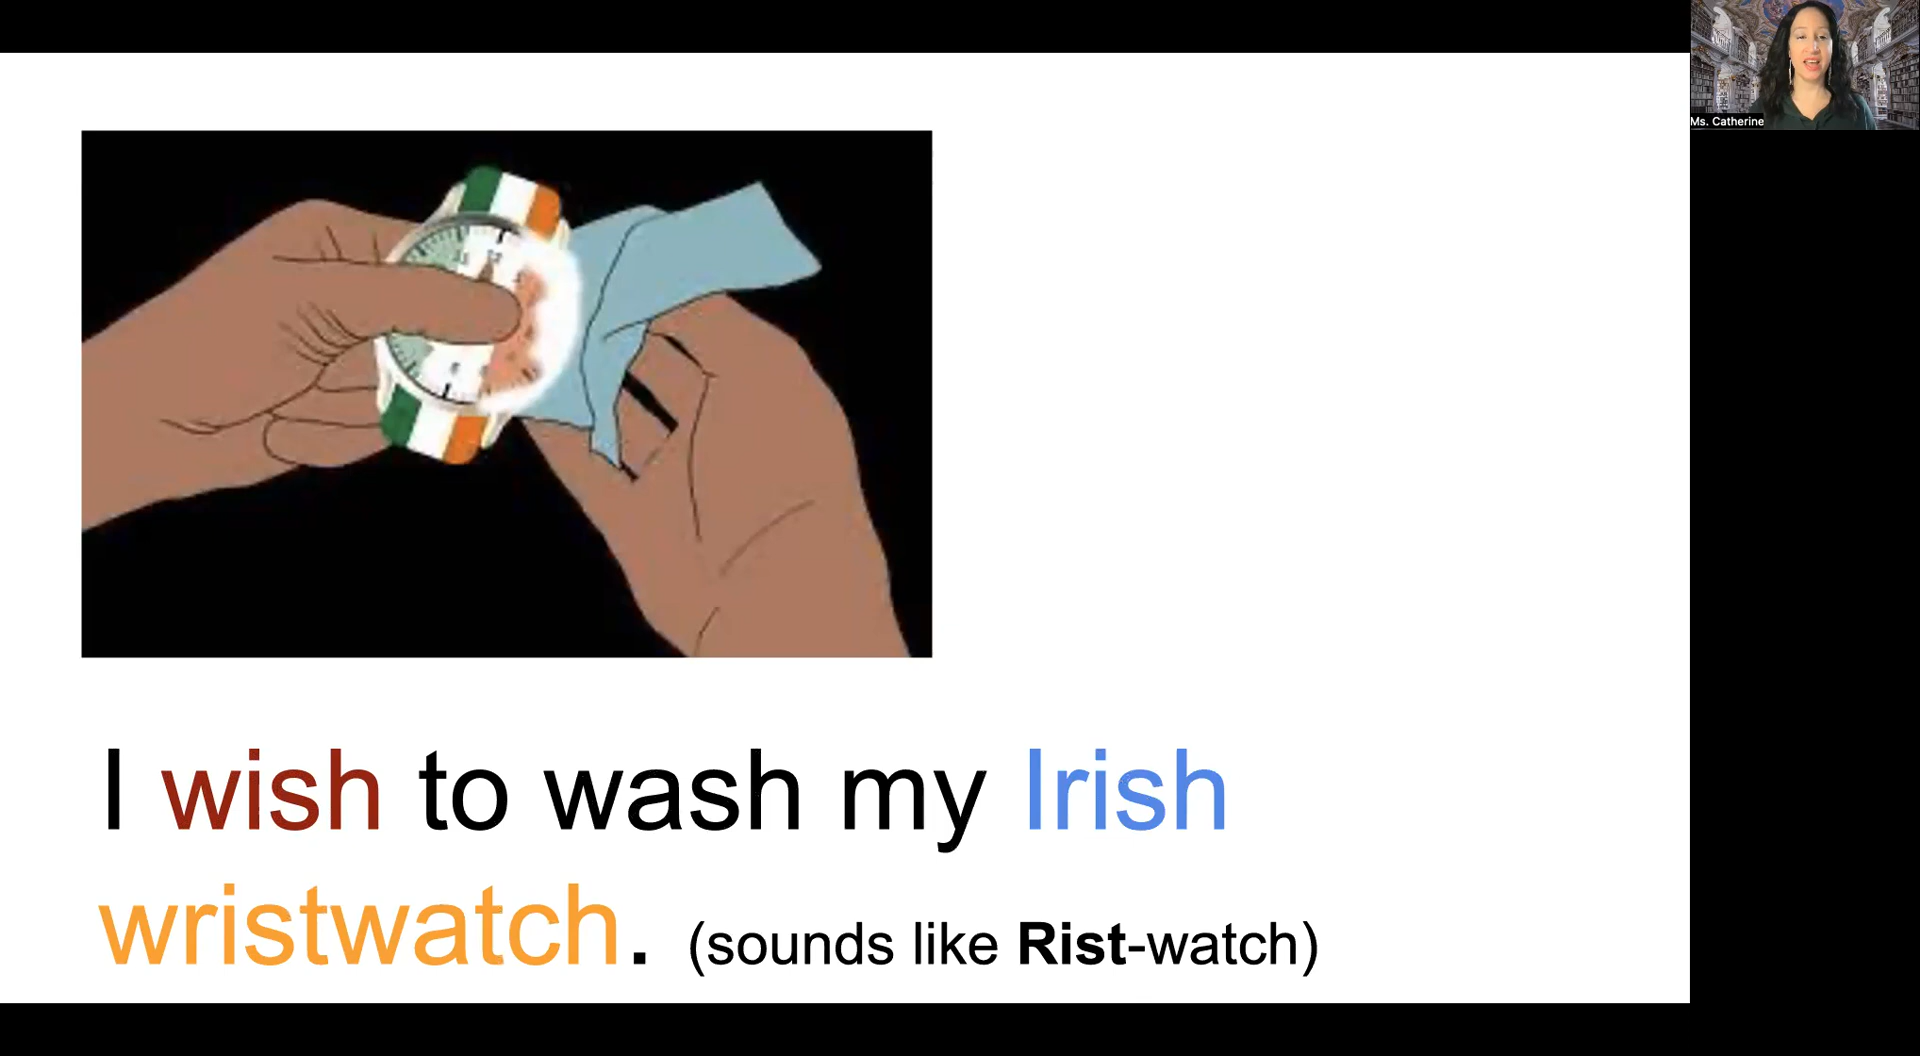 Ms. Catherine
I wish to wash my Irish
wristwatch. (sounds like Rist-watch)